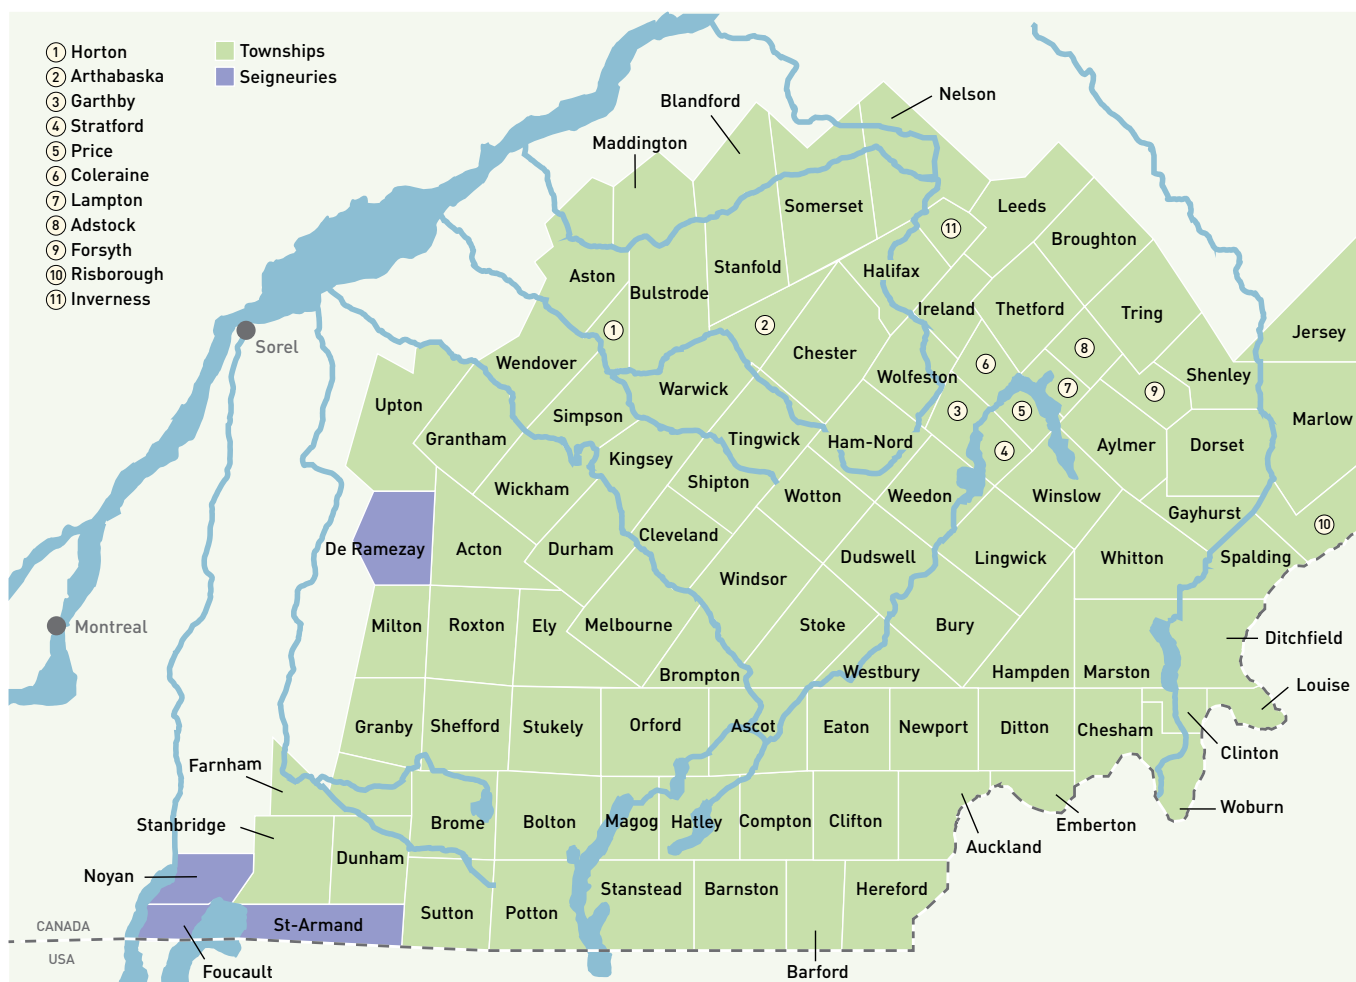 1 Horton
2 Arthabaska
3 Garthby
4 Stratford
5 Price
6 Coleraine
7 Lampton
8 Adstock
9 Forsyth
10 Risborough
11 Inverness
Townships
Seigneuries
Nelson
Blandford
Maddington
Somerset
Leeds
11
Broughton
Stanfold
Aston
Halifax
Bulstrode
Ireland
Thetford
Tring
1
2
Jersey
Sorel
Chester
8
Wendover
6
Wolfeston
Shenley
Warwick
7
9
Upton
3
5
Simpson
Marlow
Grantham
Tingwick
Ham-Nord
Aylmer
Dorset
4
Kingsey
Shipton
Wickham
Wotton
Weedon
Winslow
Gayhurst
10
Cleveland
De Ramezay
Acton
Durham
Dudswell
Lingwick
Whitton
Spalding
Windsor
Milton
Roxton
Ely
Melbourne
Stoke
Bury
Montreal
Ditchfield
Brompton
Westbury
Hampden
Marston
Louise
Granby
Shefford
Stukely
Orford
Ascot
Eaton
Newport
Ditton
Chesham
Clinton
Farnham
Woburn
Stanbridge
Brome
Bolton
Magog
Hatley
Compton
Clifton
Emberton
Auckland
Dunham
Noyan
Stanstead
Barnston
Hereford
Sutton
Potton
St-Armand
CANADA
USA
Foucault
Barford